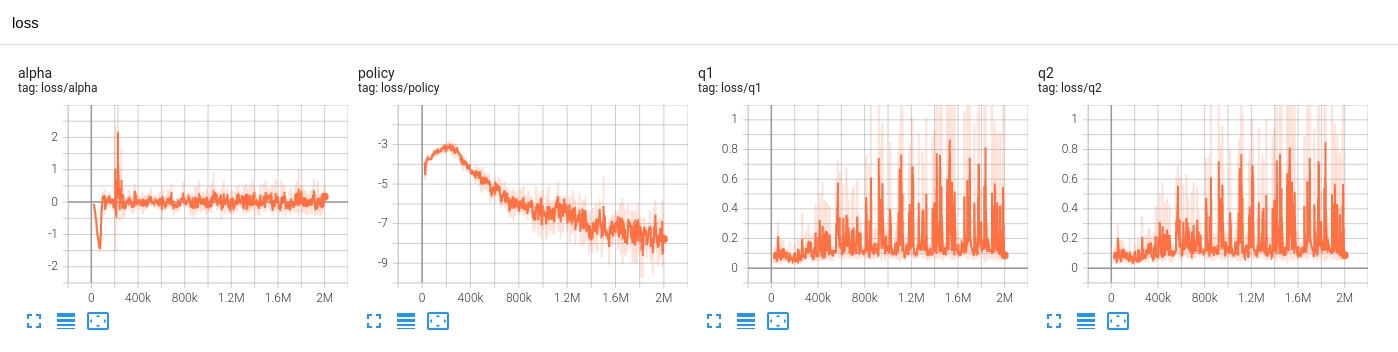 loss
alpha
tag: loss/alpha
2
1
0
-1
-2
0 400k 800k 1.2M 1.6M 2M
policy
tag: loss/policy
-3
-5
-7
-9
0 400k 800k 1.2M 1.6M 2M
q1
tag: loss/q1
1
0.8
0.6
0.4
0.2
0
0 400k 800k 1.2M 1.6M 2M
q2
tag: loss/q2
1
0.8
0.6
0.4
0.2
0
0 400k 800k 1.2M 1.6M 2M